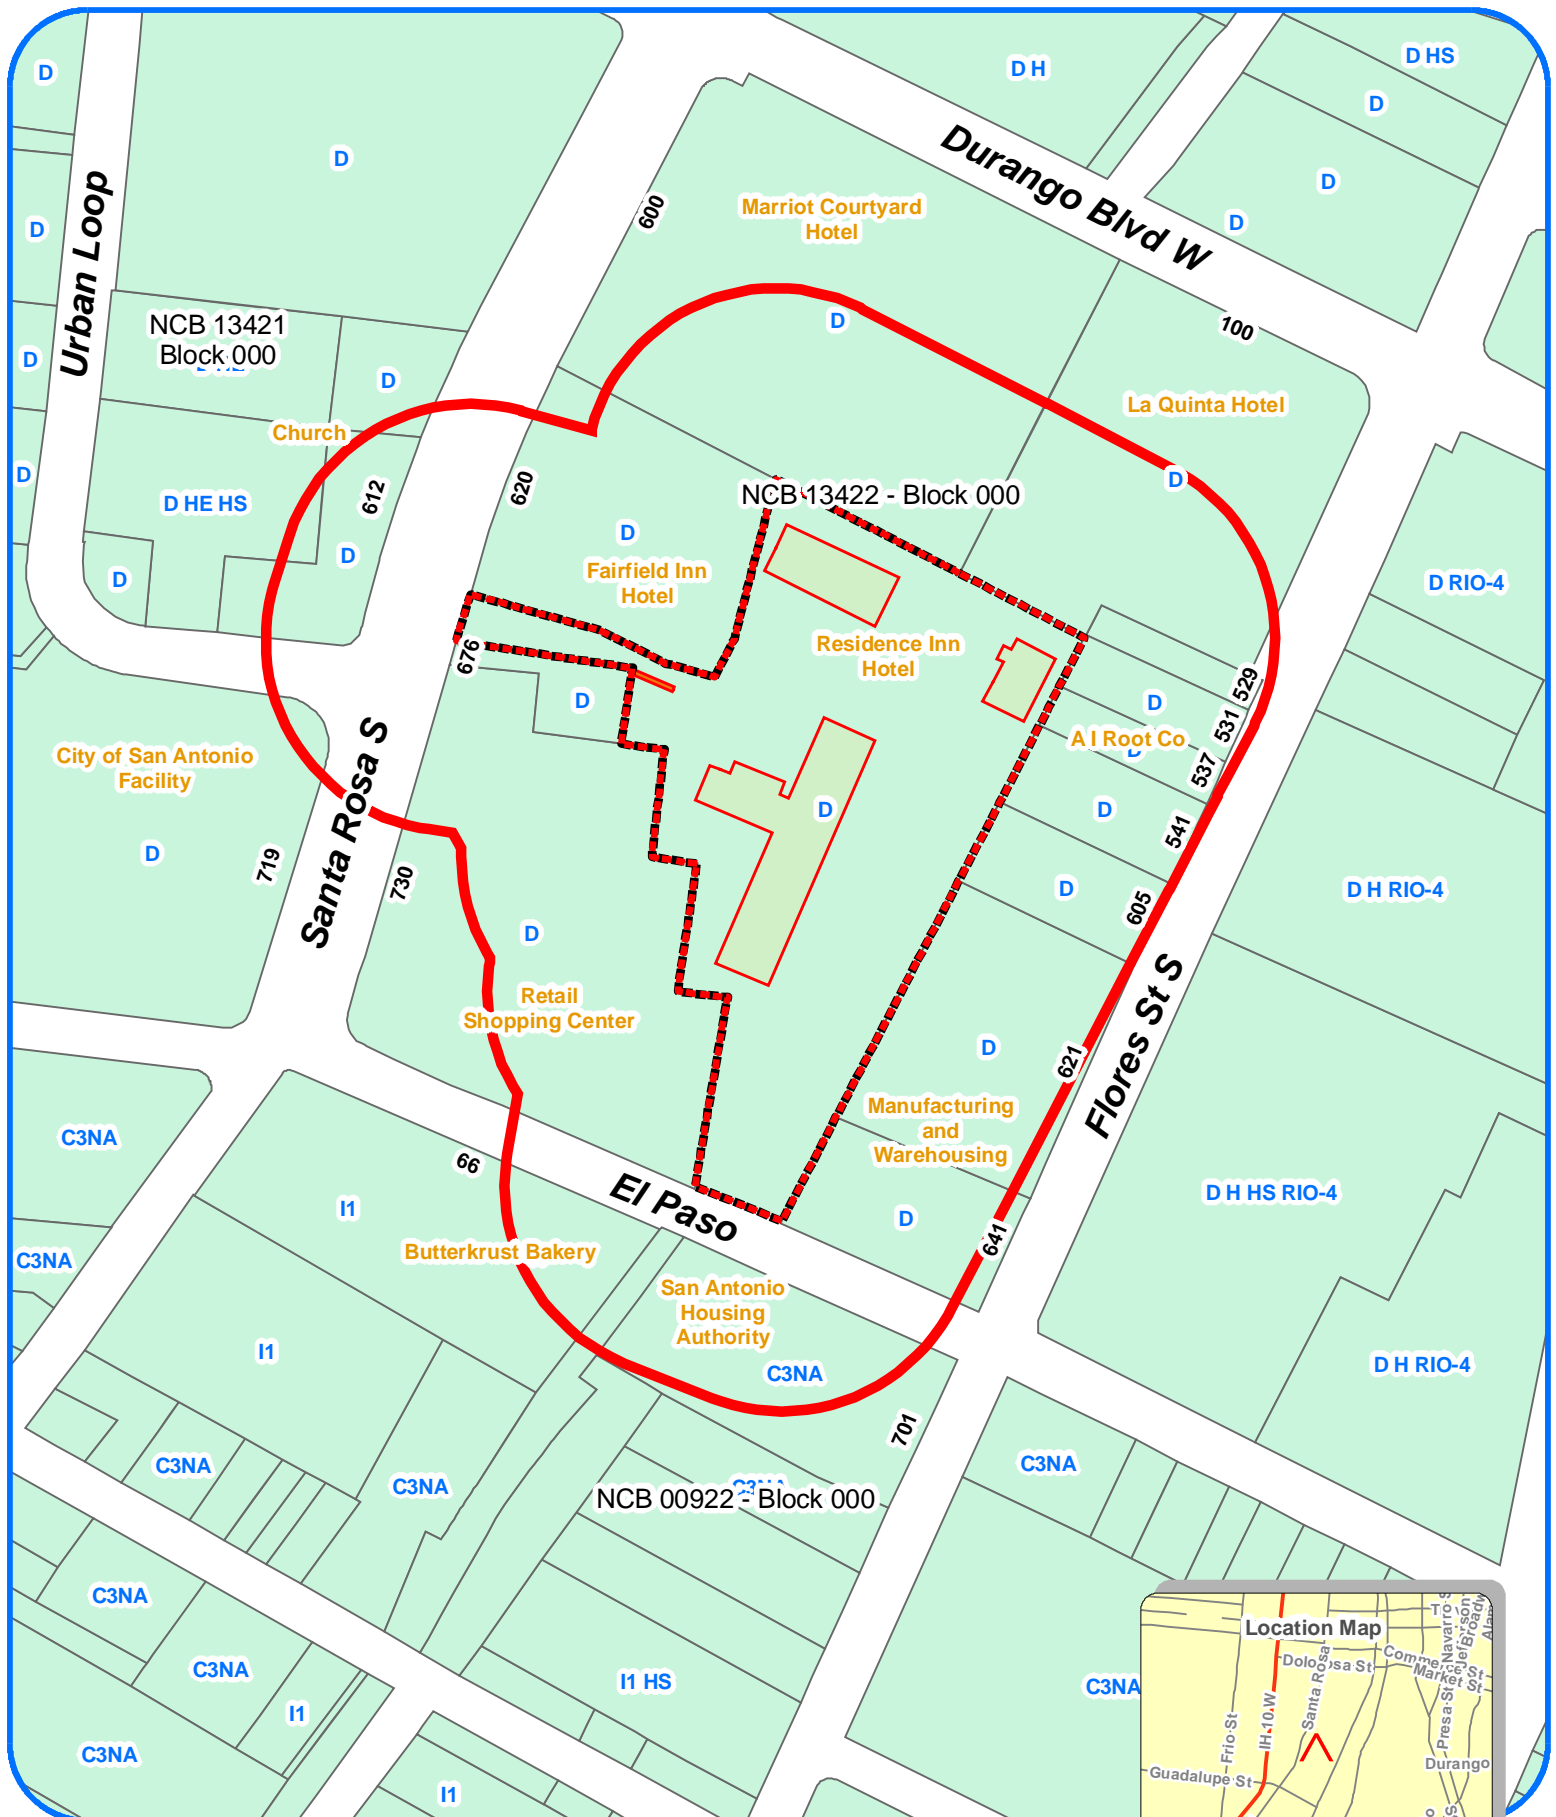 D
D H
D HS
D
D
Durango Blvd W
D
Urban Loop
600
Marriot Courtyard
Hotel
D
D
D
NCB 13421
Block 000
D
100
D
D
La Quinta Hotel
Church
D
D HE HS
612
620
NCB 13422 - Block 000
D
D
D
D
Fairfield Inn
Hotel
D RIO-4
676
Residence Inn
Hotel
529
D
D
531
A I Root Co
City of San Antonio
Facility
537
D
D
541
D
Santa Rosa S
719
730
D
605
D H RIO-4
D
Retail
Shopping Center
Flores St S
D
621
Manufacturing
and
Warehousing
C3NA
66
El Paso
I1
D
D H HS RIO-4
641
Butterkrust Bakery
C3NA
San Antonio
Housing
Authority
I1
C3NA
D H RIO-4
701
C3NA
C3NA
C3NA
C3NA
NCB 00922 - Block 000
C3NA
C3NA
I1 HS
C3NA
I1
C3NA
I1
Location Map
Navarro S
Broadw
Dolorosa St
Commerce St
Market St
Santa Rosa
Presa St
Frio St
IH 10 W
Durango
Guadalupe St